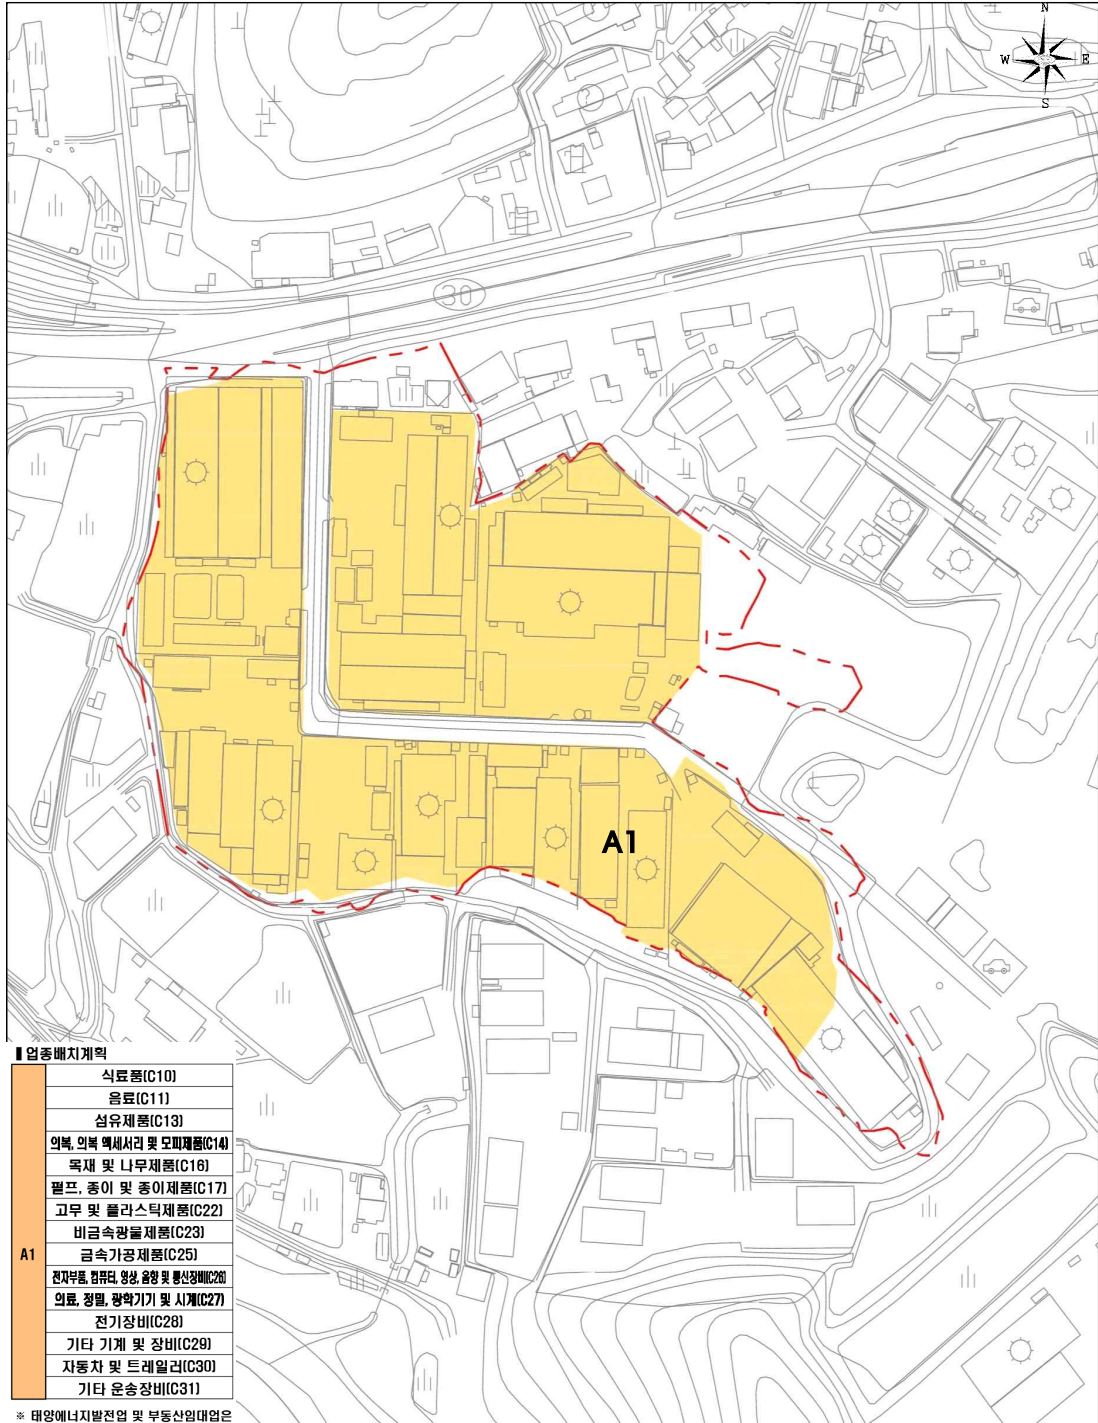 N
W E
S
30
A1
▌업종배치계획
A1
식료품(C10)
음료(C11)
섬유제품(C13)
의복, 의복 액세서리 및 모피제품(C14)
목재 및 나무제품(C16)
펄프, 종이 및 종이제품(C17)
고무 및 플라스틱제품(C22)
비금속광물제품(C23)
금속가공제품(C25)
전자부품, 컴퓨터, 영상, 음향 및 통신장비(C26)
의료, 정밀, 광학기기 및 시계(C27)
전기장비(C28)
기타 기계 및 장비(C29)
자동차 및 트레일러(C30)
기타 운송장비(C31)
※ 태양에너지발전업 및 부동산임대업은